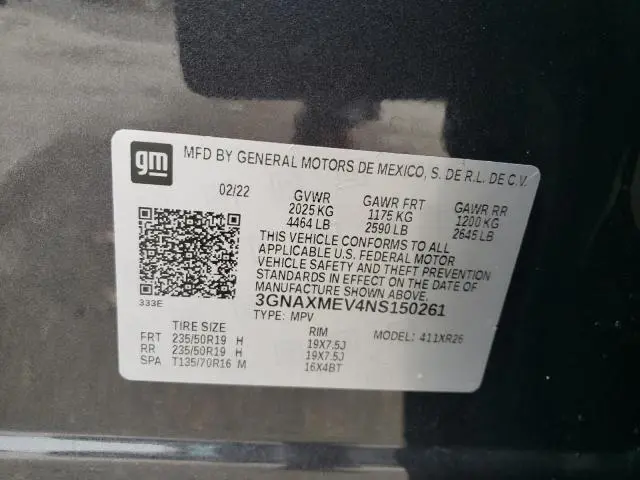 gm MFD BY GENERAL MOTORS DE MEXICO, S. DE R.L. DE C.V.
02/22 GVWR GAWR FRT GAWR RR
2025 KG 1175 KG 1200 KG
4464 LB 2590 LB 2645 LB
THIS VEHICLE CONFORMS TO ALL
APPLICABLE U.S. FEDERAL MOTOR
VEHICLE SAFETY AND THEFT PREVENTION
STANDARDS IN EFFECT ON THE DATE OF
MANUFACTURE SHOWN ABOVE.
333E 3GNAXMEV4NS150261
TYPE: MPV
TIRE SIZE RIM MODEL: 411XR26
FRT 235/50R19 H 19X7.5J
RR 235/50R19 H 19X7.5J
SPA T135/70R16 M 16X4BT